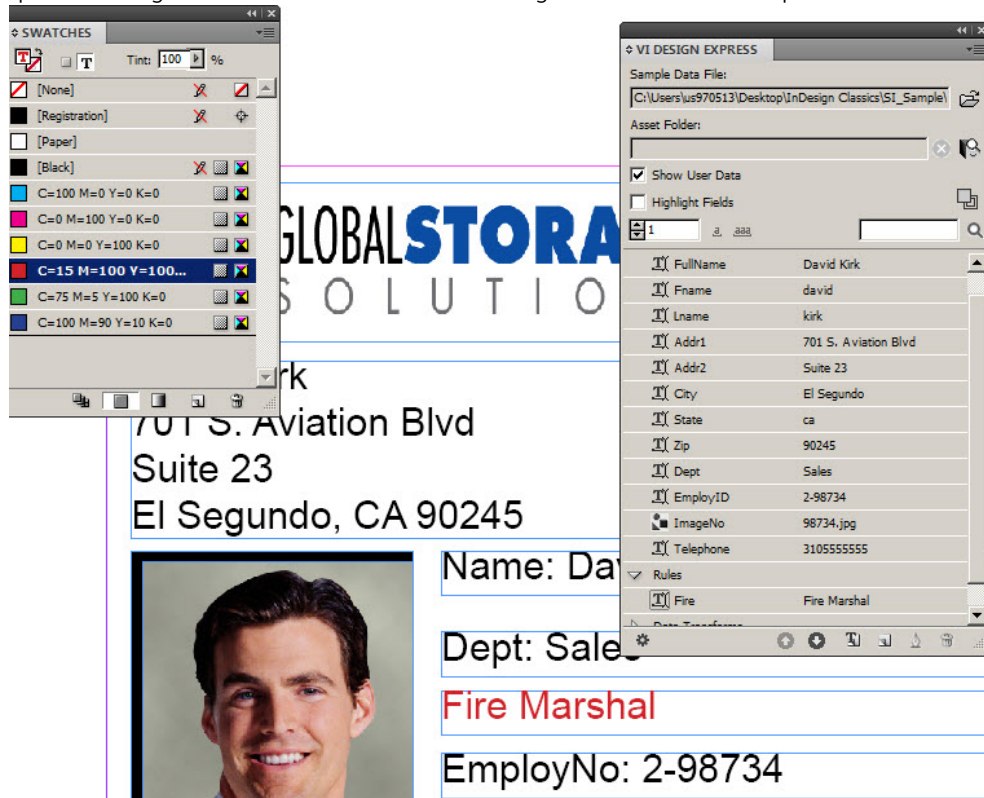 SWATCHES
T Tint: 100 %
[None]
[Registration]
[Paper]
[Black]
C=100 M=0 Y=0 K=0
C=0 M=100 Y=0 K=0
C=0 M=0 Y=100 K=0
C=15 M=100 Y=100...
C=75 M=5 Y=100 K=0
C=100 M=90 Y=10 K=0
VI DESIGN EXPRESS
Sample Data File:
C:\Users\us970513\Desktop\InDesign Classics\SI_Sample\
Asset Folder:
Show User Data
Highlight Fields
1 a aaa
FullName David Kirk
Fname david
Lname kirk
Addr1 701 S. Aviation Blvd
Addr2 Suite 23
City El Segundo
State ca
Zip 90245
Dept Sales
EmployID 2-98734
ImageNo 98734.jpg
Telephone 3105555555
Rules
Fire Fire Marshal
GLOBALSTORA
SOLUTIO
rk
701 S. Aviation Blvd
Suite 23
El Segundo, CA 90245
Name: Da
Dept: Sales
Fire Marshal
EmployNo: 2-98734